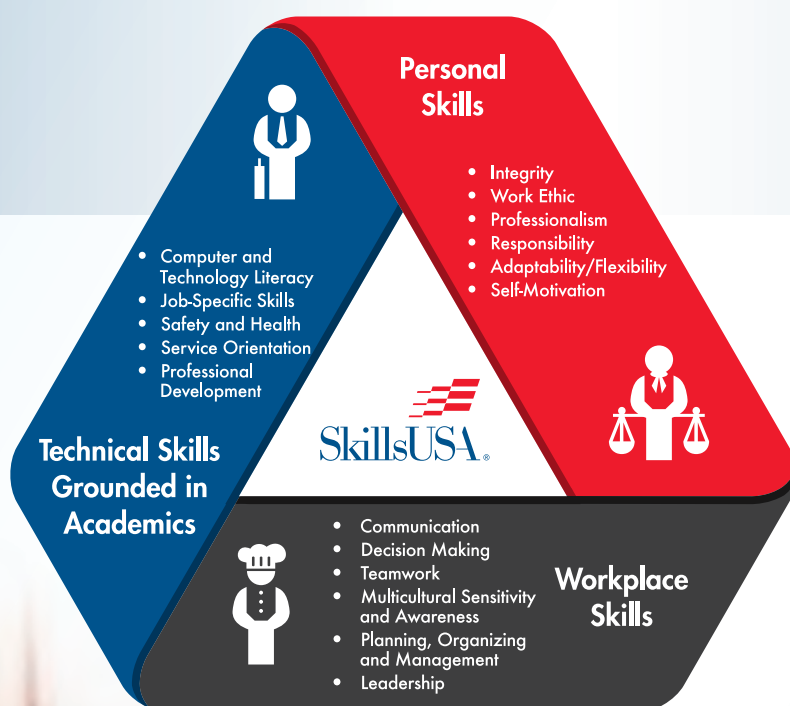 Personal
Skills
• Integrity
• Work Ethic
• Professionalism
• Responsibility
• Adaptability/Flexibility
• Self-Motivation
• Computer and
Technology Literacy
• Job-Specific Skills
• Safety and Health
• Service Orientation
• Professional
Development
Technical Skills
Grounded in
Academics
SkillsUSA®
• Communication
• Decision Making
• Teamwork
• Multicultural Sensitivity
and Awareness
• Planning, Organizing
and Management
• Leadership
Workplace
Skills